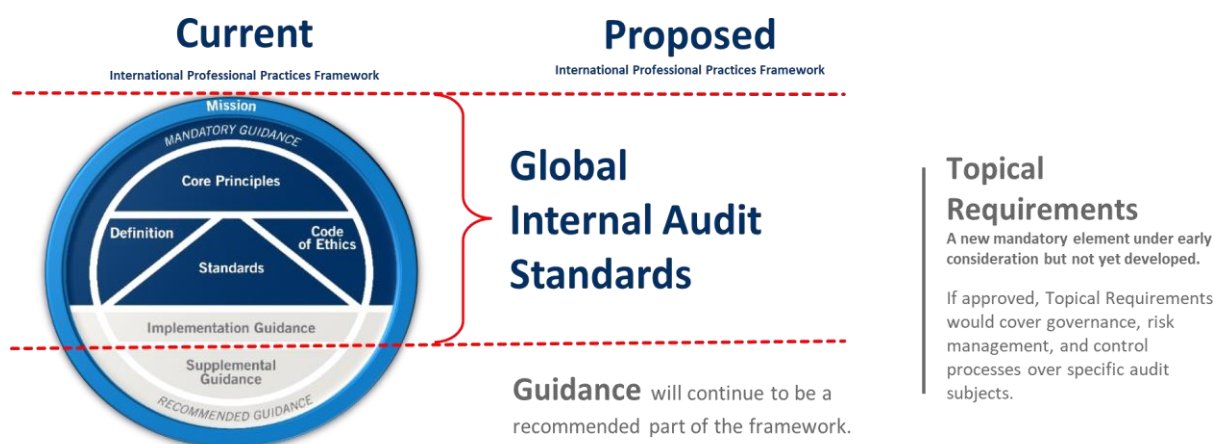 Current
International Professional Practices Framework
Mission
MANDATORY GUIDANCE
Core Principles
Definition
Code
of Ethics
Standards
Implementation Guidance
Supplemental
Guidance
RECOMMENDED GUIDANCE
Proposed
International Professional Practices Framework
Global
Internal Audit
Standards
Guidance will continue to be a
recommended part of the framework.
Topical
Requirements
A new mandatory element under early
consideration but not yet developed.
If approved, Topical Requirements
would cover governance, risk
management, and control
processes over specific audit
subjects.